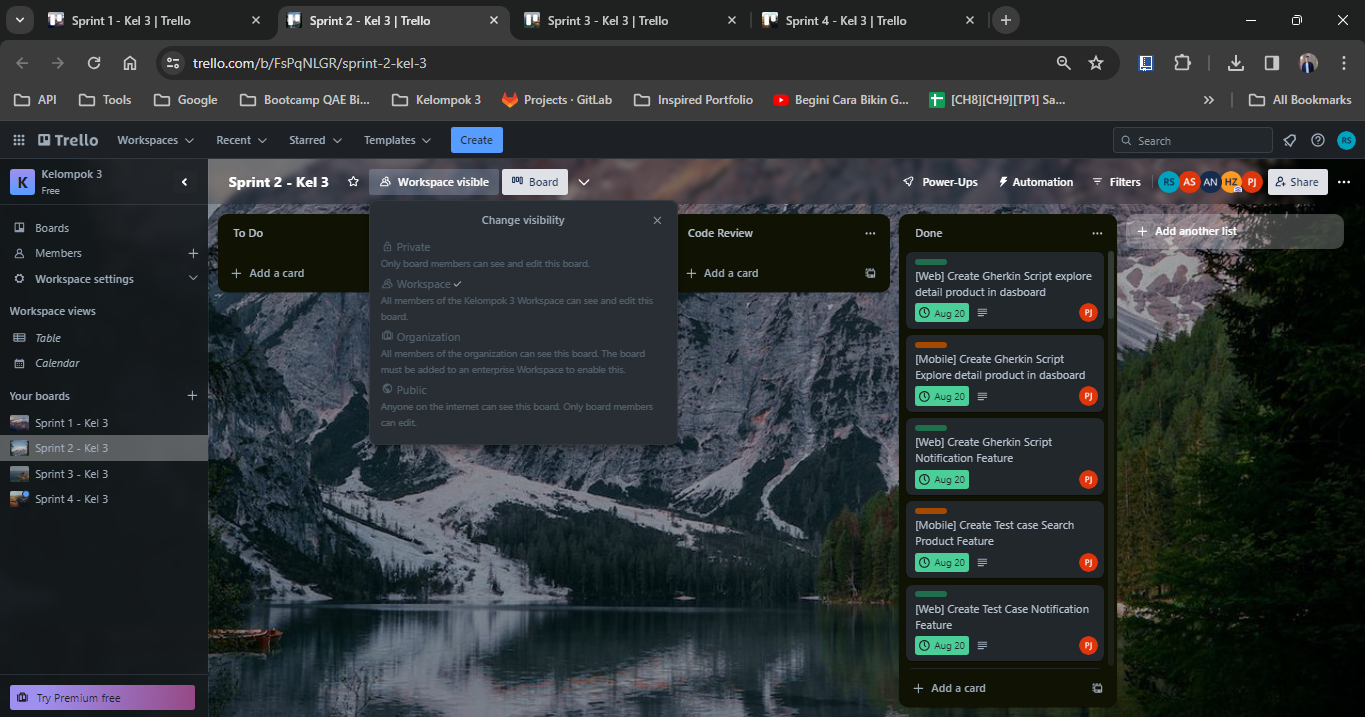 Sprint 1 - Kel 3 | Trello
Sprint 2 - Kel 3 | Trello
Sprint 3 - Kel 3 | Trello
Sprint 4 - Kel 3 | Trello
trello.com/b/FsPqNLGR/sprint-2-kel-3
API
Tools
Google
Bootcamp QAE Bi...
Kelompok 3
Projects · GitLab
Inspired Portfolio
Begini Cara Bikin G...
[CH8][CH9][TP1] Sa...
All Bookmarks
Trello
Workspaces
Recent
Starred
Templates
Create
Search
RS
K
Kelompok 3
Free
Sprint 2 - Kel 3
Workspace visible
Board
Power-Ups
Automation
Filters
RS
AS
AN
HZ
PJ
Share
Boards
Members
Workspace settings
Workspace views
Table
Calendar
Your boards
Sprint 1 - Kel 3
Sprint 2 - Kel 3
Sprint 3 - Kel 3
Sprint 4 - Kel 3
Try Premium free
To Do
Add a card
Change visibility
Private
Only board members can see and edit this board.
Workspace
All members of the Kelompok 3 Workspace can see and edit this
board.
Organization
All members of the organization can see this board. The board
must be added to an enterprise Workspace to enable this.
Public
Anyone on the internet can see this board. Only board members
can edit.
Code Review
Add a card
Done
[Web] Create Gherkin Script explore
detail product in dasboard
Aug 20
PJ
[Mobile] Create Gherkin Script
Explore detail product in dasboard
Aug 20
PJ
[Web] Create Gherkin Script
Notification Feature
Aug 20
PJ
[Mobile] Create Test case Search
Product Feature
Aug 20
PJ
[Web] Create Test Case Notification
Feature
Aug 20
PJ
Add a card
Add another list